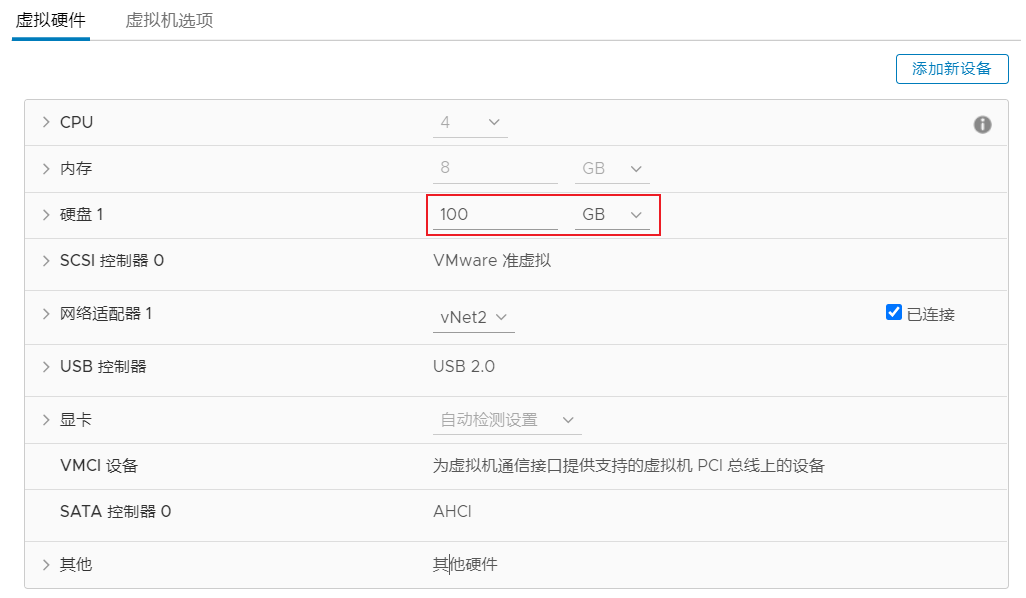 虚拟硬件 虚拟机选项
添加新设备
CPU 4
内存 8 GB
硬盘 1 100 GB
SCSI 控制器 0 VMware 准虚拟
网络适配器 1 vNet2 已连接
USB 控制器 USB 2.0
显卡 自动检测设置
VMCI 设备 为虚拟机通信接口提供支持的虚拟机 PCI 总线上的设备
SATA 控制器 0 AHCI
其他 其他硬件